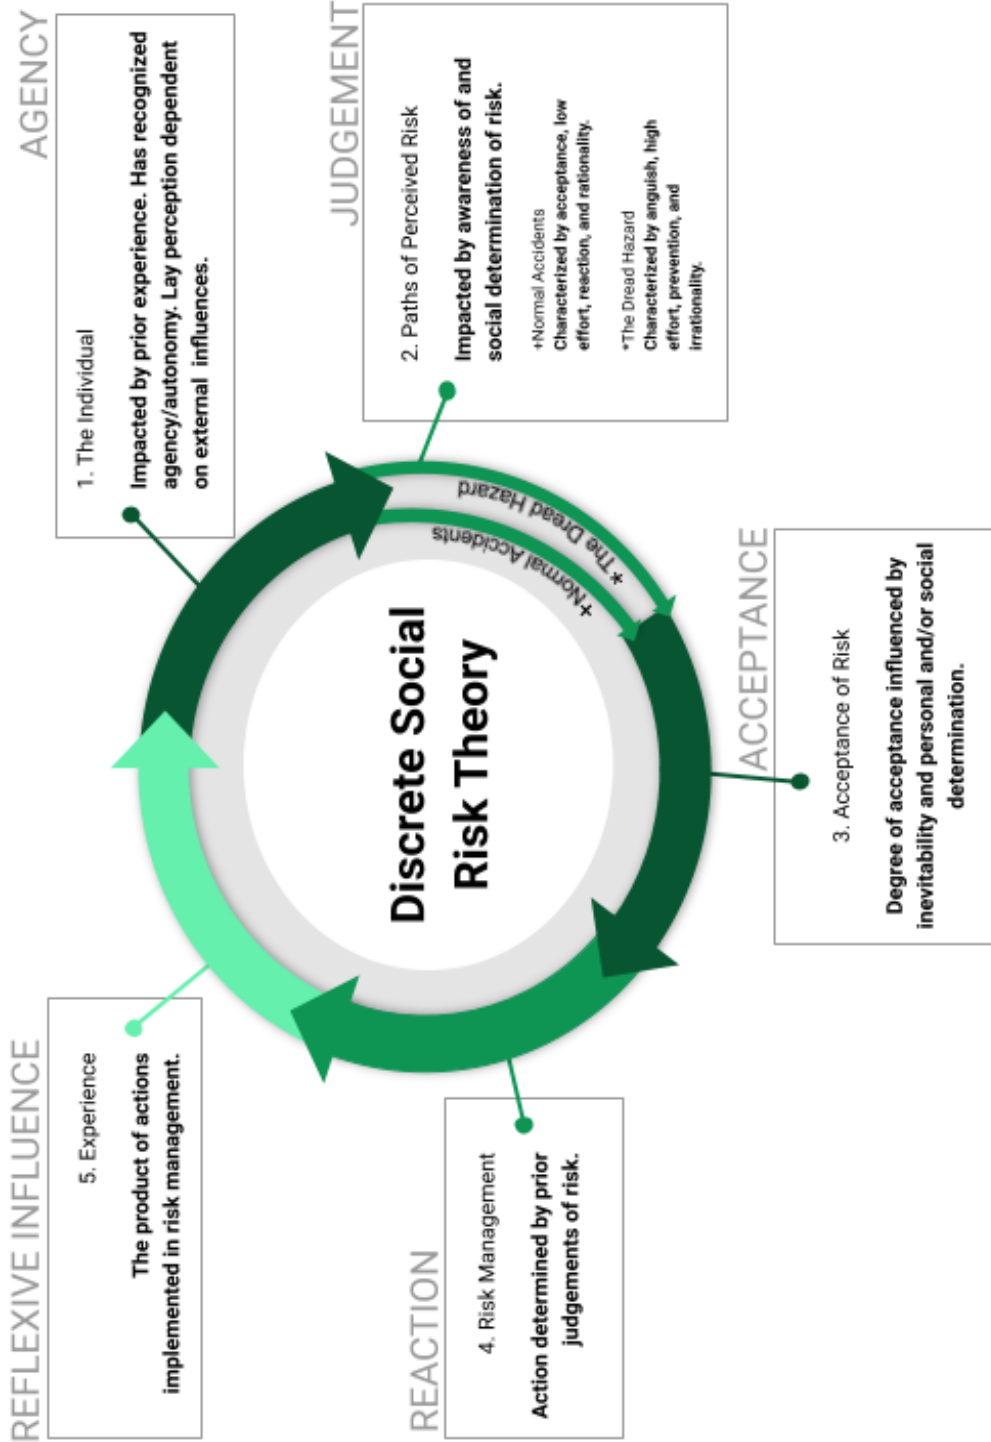 AGENCY
1. The Individual
Impacted by prior experience. Has recognized
agency/autonomy. Lay perception dependent
on external influences.
JUDGEMENT
2. Paths of Perceived Risk
Impacted by awareness of and
social determination of risk.
+Normal Accidents
Characterized by acceptance, low
effort, reaction, and rationality.
*The Dread Hazard
Characterized by anguish, high
effort, prevention, and
irrationality.
ACCEPTANCE
3. Acceptance of Risk
Degree of acceptance influenced by
inevitability and personal and/or social
determination.
REACTION
4. Risk Management
Action determined by prior
judgements of risk.
REFLEXIVE INFLUENCE
5. Experience
The product of actions
implemented in risk management.
Discrete Social
Risk Theory
+Normal Accidents
* The Dread Hazard